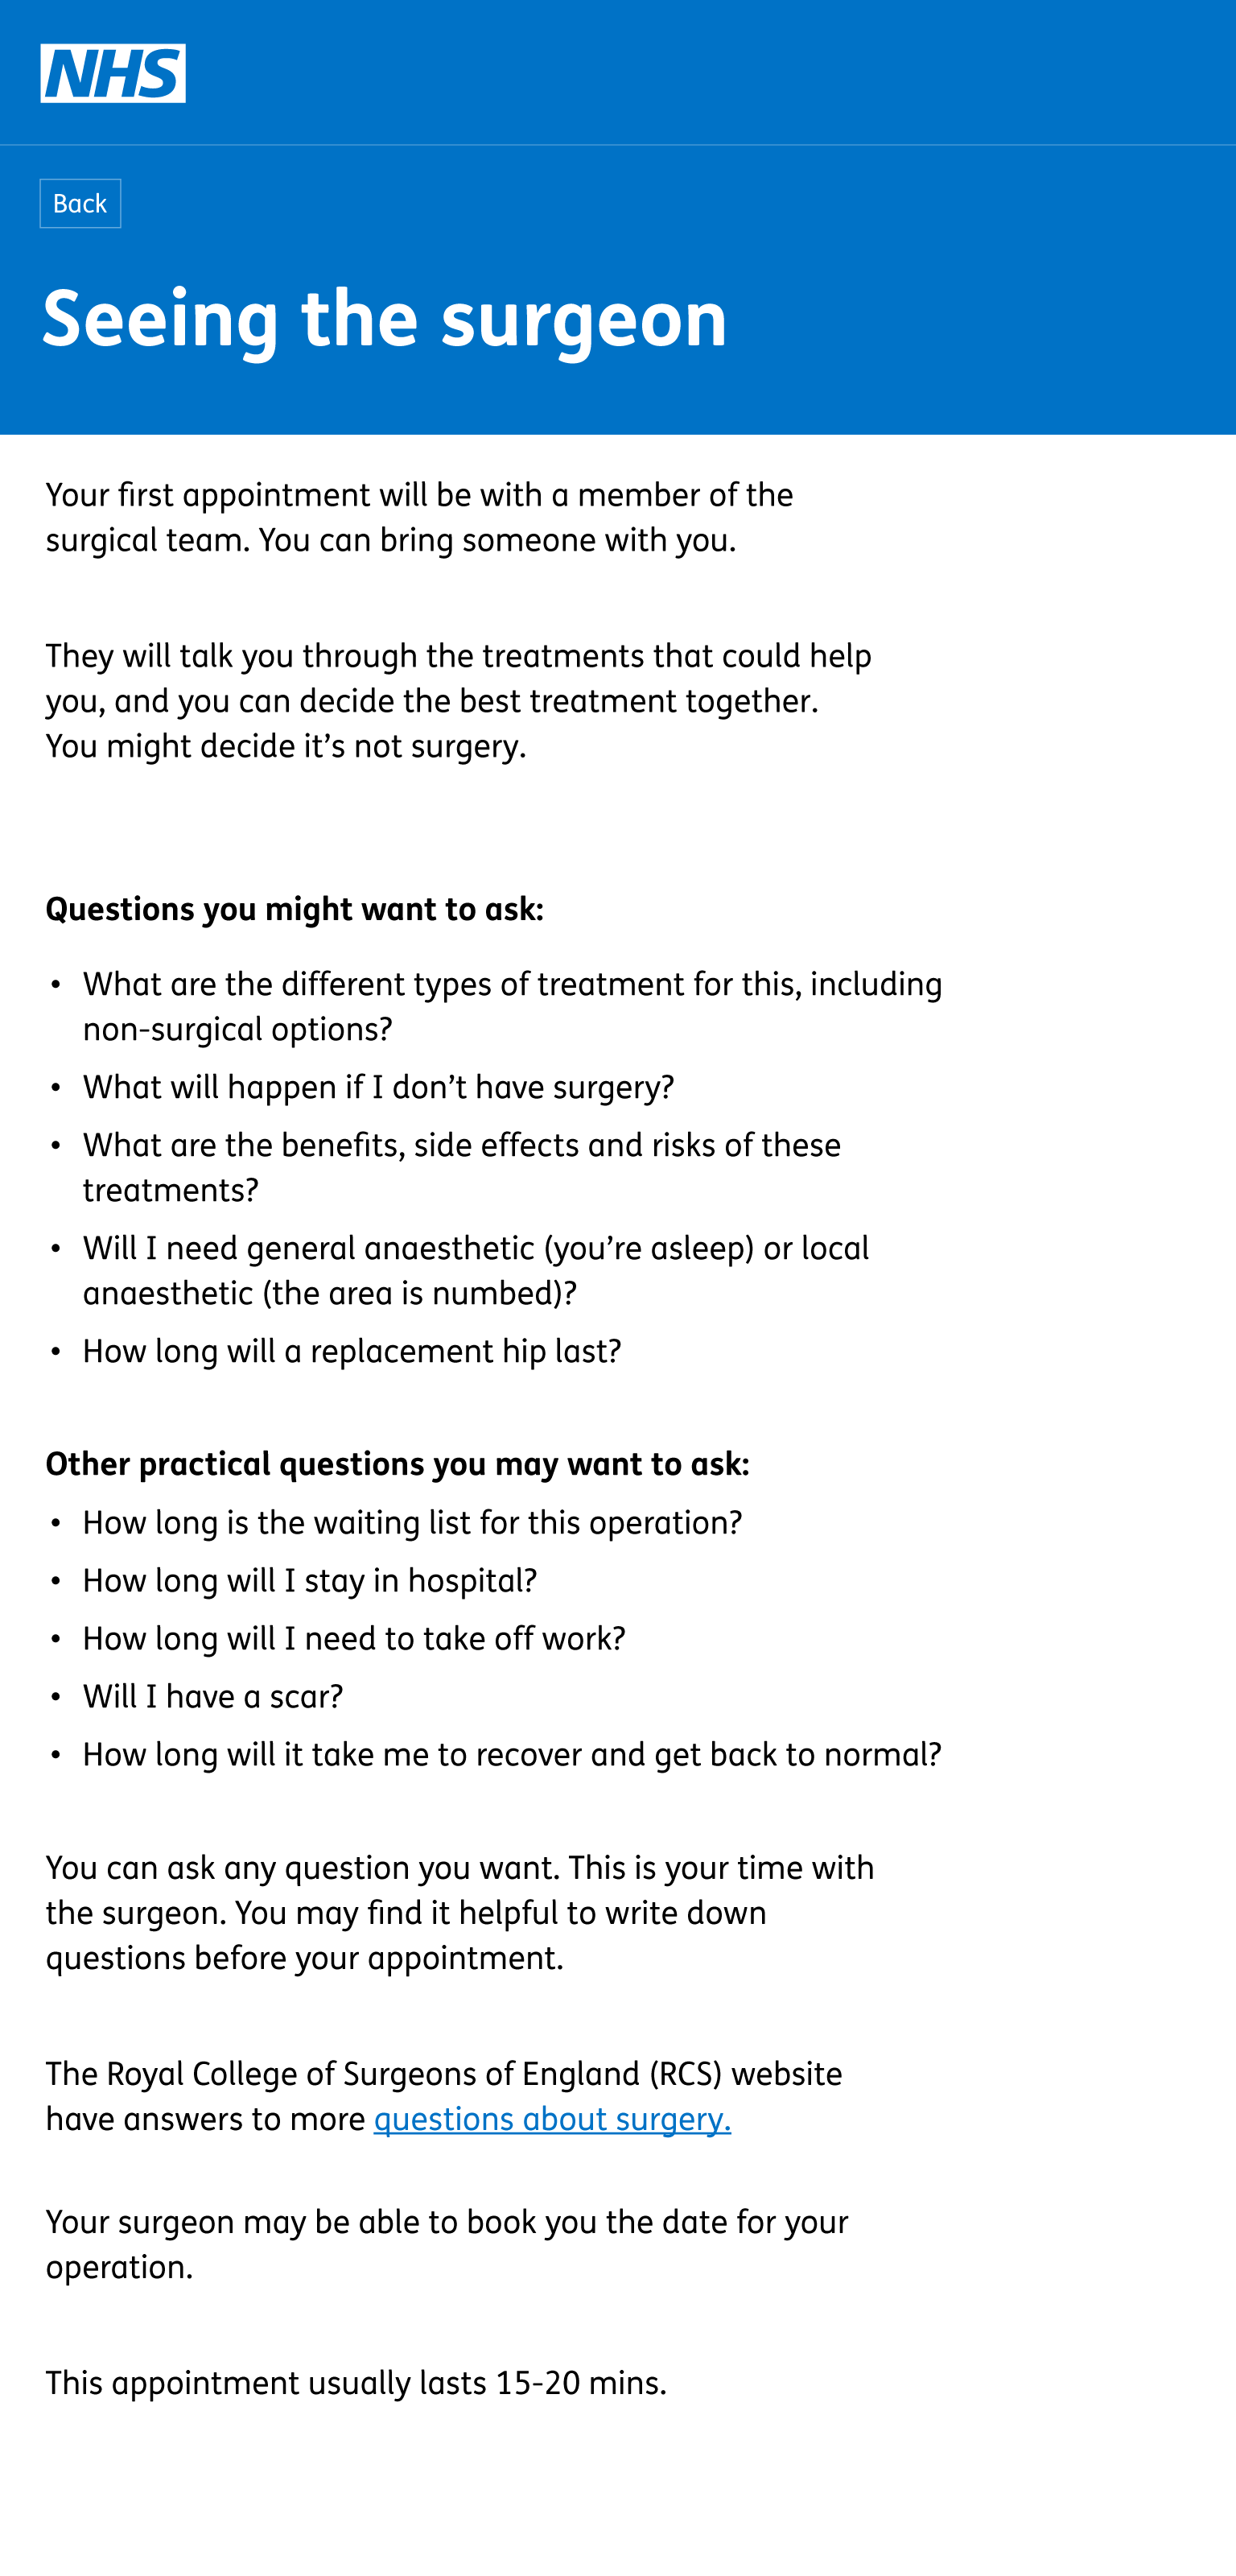 NHS
Back
Seeing the surgeon
Your first appointment will be with a member of the
surgical team. You can bring someone with you.
They will talk you through the treatments that could help
you, and you can decide the best treatment together.
You might decide it’s not surgery.
Questions you might want to ask:
• What are the different types of treatment for this, including
non-surgical options?
• What will happen if I don’t have surgery?
• What are the benefits, side effects and risks of these
treatments?
• Will I need general anaesthetic (you’re asleep) or local
anaesthetic (the area is numbed)?
• How long will a replacement hip last?
Other practical questions you may want to ask:
• How long is the waiting list for this operation?
• How long will I stay in hospital?
• How long will I need to take off work?
• Will I have a scar?
• How long will it take me to recover and get back to normal?
You can ask any question you want. This is your time with
the surgeon. You may find it helpful to write down
questions before your appointment.
The Royal College of Surgeons of England (RCS) website
have answers to more questions about surgery.
Your surgeon may be able to book you the date for your
operation.
This appointment usually lasts 15-20 mins.